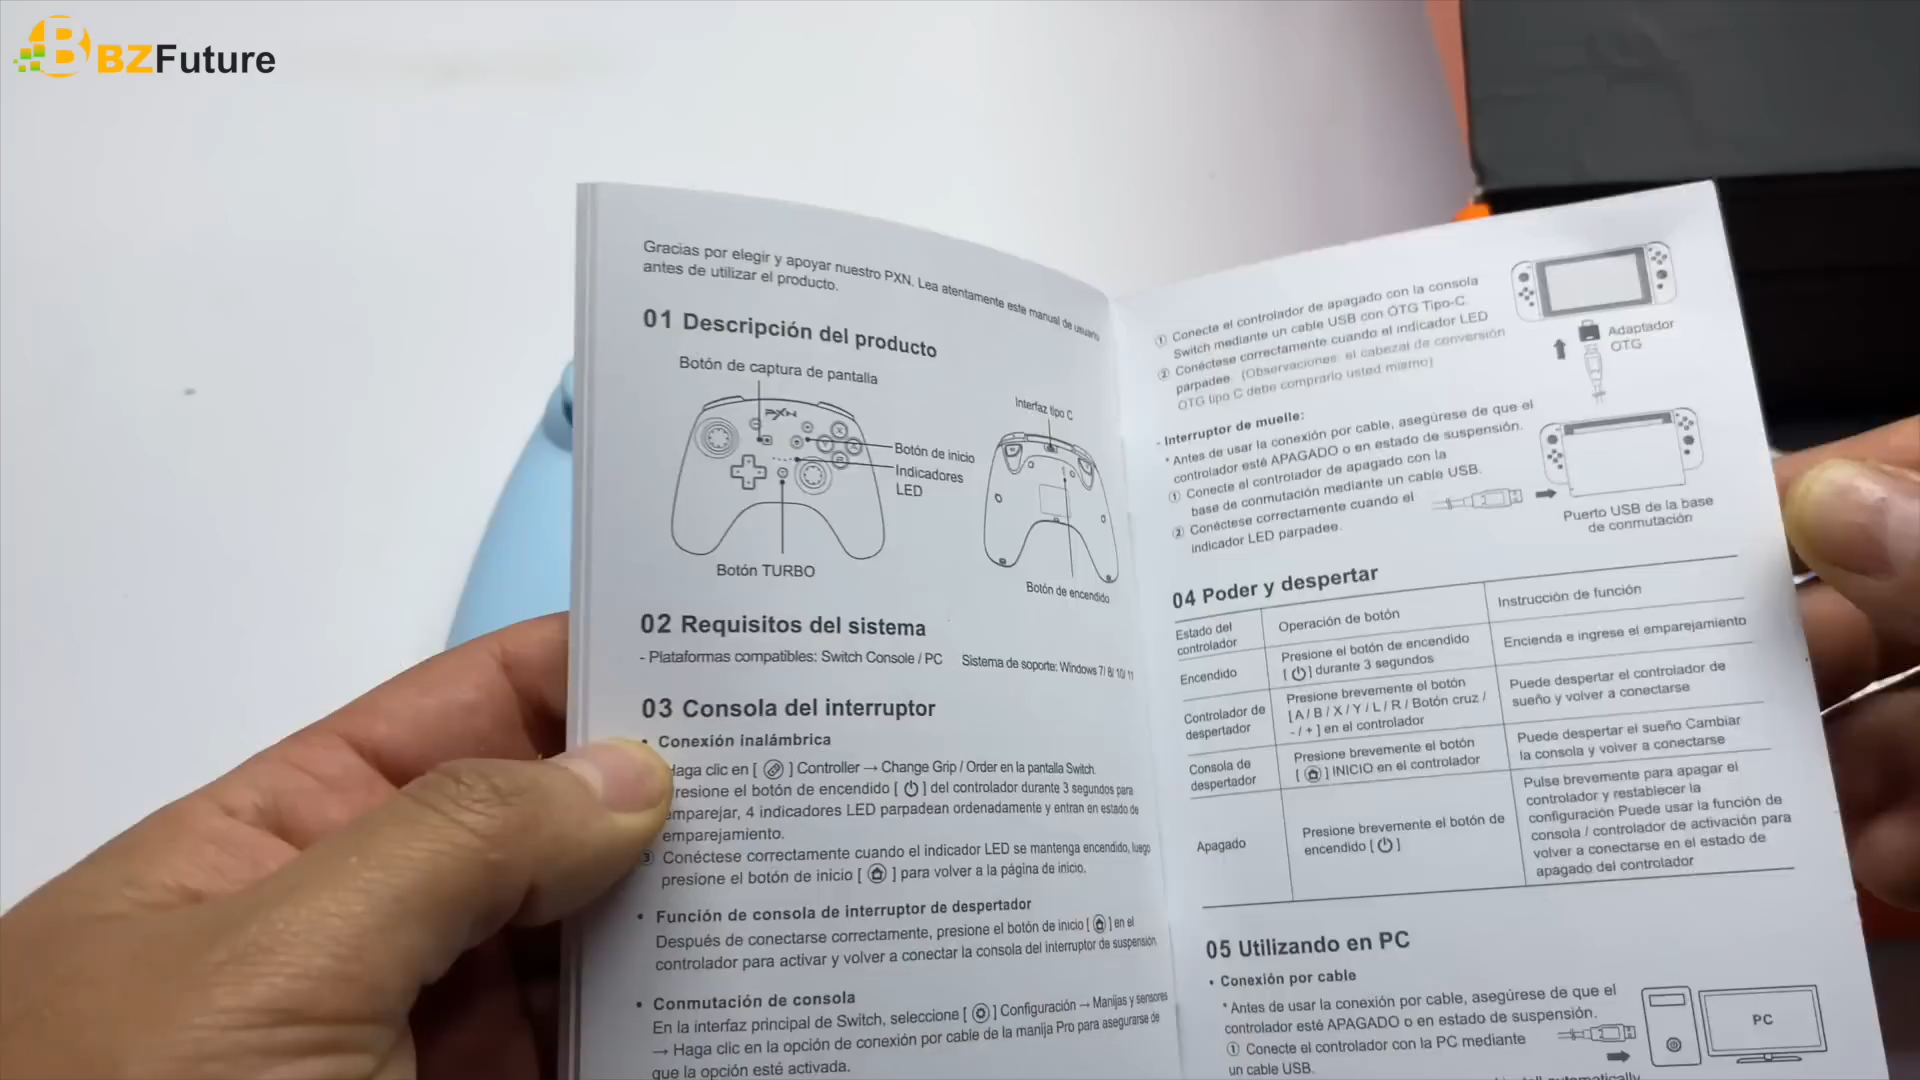 BZFuture
Gracias por elegir y apoyar nuestro PXN. Lea atentamente este manual de usuario
antes de utilizar el producto.
01 Descripción del producto
Botón de captura de pantalla
PXN
Interfaz tipo C
Botón de inicio
Indicadores
LED
Botón TURBO
Botón de encendido
02 Requisitos del sistema
- Plataformas compatibles: Switch Console / PC Sistema de soporte: Windows 7/ 8/ 10/ 11
03 Consola del interruptor
• Conexión inalámbrica
Haga clic en [ ] Controller → Change Grip / Order en la pantalla Switch.
Presione el botón de encendido [ ] del controlador durante 3 segundos para
emparejar, 4 indicadores LED parpadean ordenadamente y entran en estado de
emparejamiento.
③ Conéctese correctamente cuando el indicador LED se mantenga encendido, luego
presione el botón de inicio [ ] para volver a la página de inicio.
• Función de consola de interruptor de despertador
Después de conectarse correctamente, presione el botón de inicio [ ] en el
controlador para activar y volver a conectar la consola del interruptor de suspensión.
• Conmutación de consola
En la interfaz principal de Switch, seleccione [ ] Configuración → Manijas y sensores
→ Haga clic en la opción de conexión por cable de la manija Pro para asegurarse de
que la opción esté activada.
① Conecte el controlador de apagado con la consola
Switch mediante un cable USB con OTG Tipo-C.
② Conéctese correctamente cuando el indicador LED
parpadee. (Observaciones: el cabezal de conversión
OTG tipo C debe comprarlo usted mismo)
Adaptador
OTG
- Interruptor de muelle:
* Antes de usar la conexión por cable, asegúrese de que el
controlador esté APAGADO o en estado de suspensión.
① Conecte el controlador de apagado con la
base de conmutación mediante un cable USB.
② Conéctese correctamente cuando el
indicador LED parpadee.
Puerto USB de la base
de conmutación
04 Poder y despertar
Estado del
controlador
Operación de botón
Instrucción de función
Encendido
Presione el botón de encendido
[ ] durante 3 segundos
Encienda e ingrese el emparejamiento
Controlador de
despertador
Presione brevemente el botón
[ A / B / X / Y / L / R / Botón cruz /
- / + ] en el controlador
Puede despertar el controlador de
sueño y volver a conectarse
Consola de
despertador
Presione brevemente el botón
[ ] INICIO en el controlador
Puede despertar el sueño Cambiar
la consola y volver a conectarse
Apagado
Presione brevemente el botón de
encendido [ ]
Pulse brevemente para apagar el
controlador y restablecer la
configuración Puede usar la función de
consola / controlador de activación para
volver a conectarse en el estado de
apagado del controlador
05 Utilizando en PC
• Conexión por cable
* Antes de usar la conexión por cable, asegúrese de que el
controlador esté APAGADO o en estado de suspensión.
① Conecte el controlador con la PC mediante
un cable USB.
PC